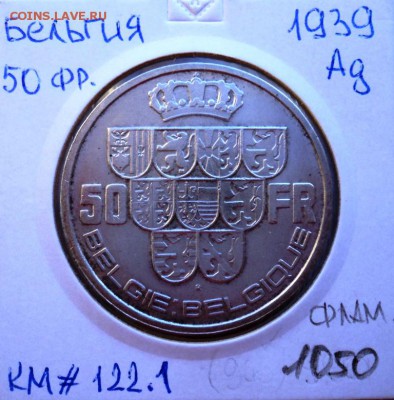 COINS.LAVE.RU
БЕЛЬГИЯ
1939
50 ФР.
Ag
50 FR
BELGIE·BELGIQUE
ФЛАМ.
1050
KM# 122.1